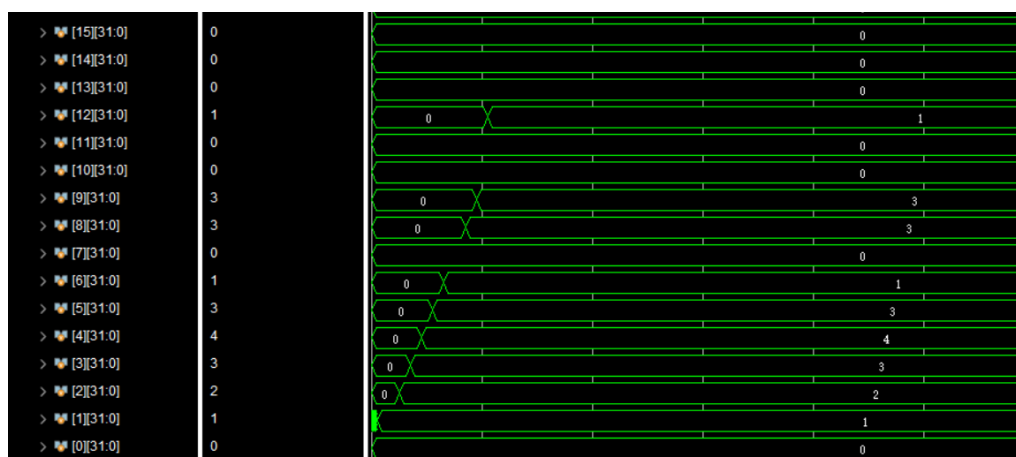 [15][31:0] 0 0
[14][31:0] 0 0
[13][31:0] 0 0
[12][31:0] 1 0 1
[11][31:0] 0 0
[10][31:0] 0 0
[9][31:0] 3 0 3
[8][31:0] 3 0 3
[7][31:0] 0 0
[6][31:0] 1 0 1
[5][31:0] 3 0 3
[4][31:0] 4 0 4
[3][31:0] 3 0 3
[2][31:0] 2 0 2
[1][31:0] 1 1
[0][31:0] 0 0